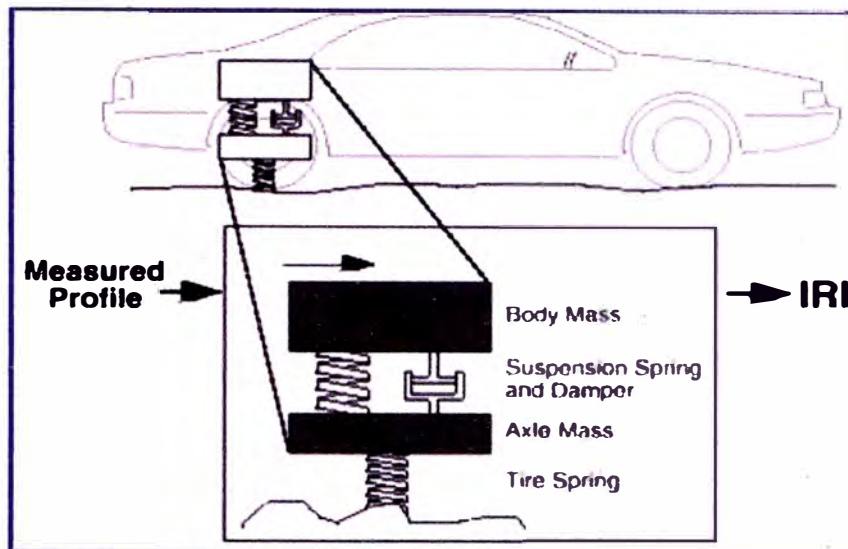 Measured
Profile
IRI
Body Mass
Suspension Spring
and Damper
Axle Mass
Tire Spring